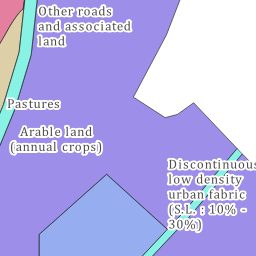 Other roads
and associated
land
Pastures
Arable land
(annual crops)
Discontinuous
low density
urban fabric
(S.L. : 10% -
30%)